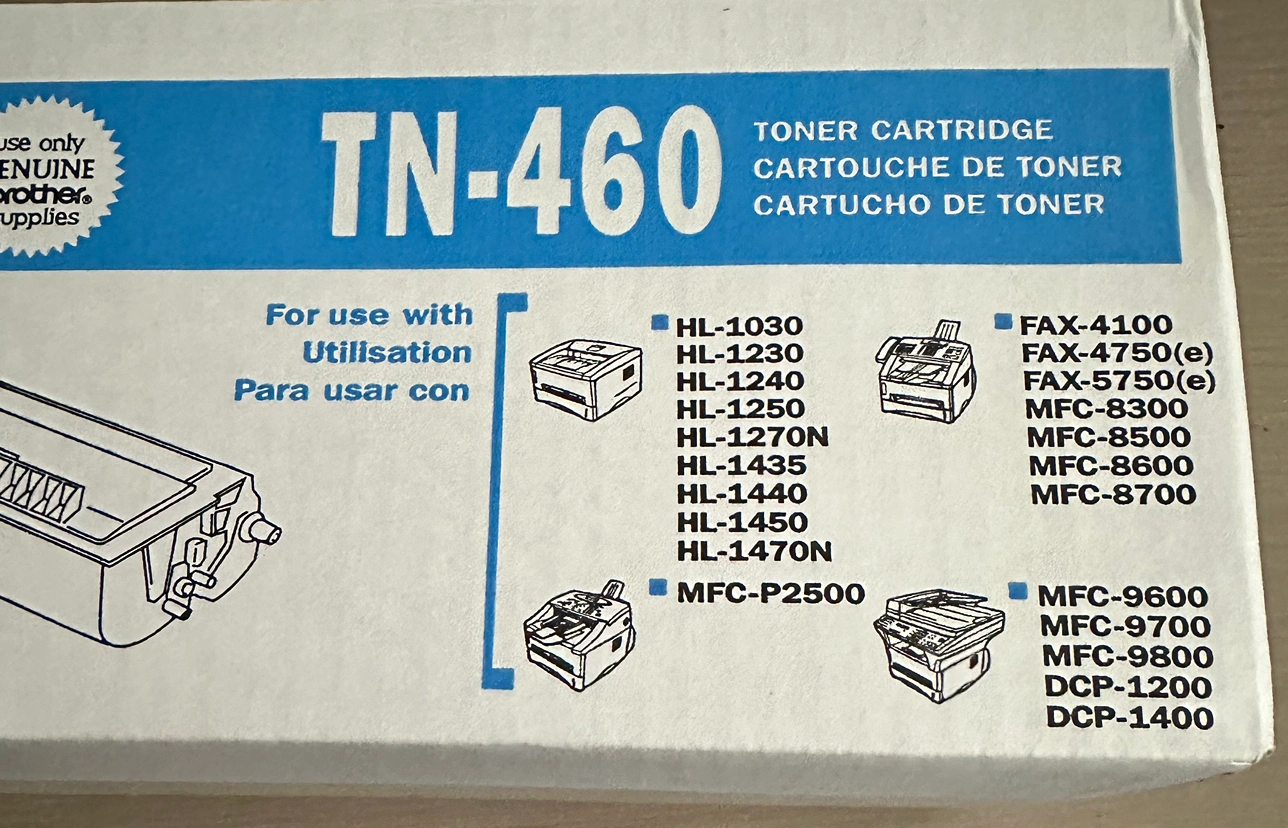 use only
GENUINE
brother®
supplies
TN-460
TONER CARTRIDGE
CARTOUCHE DE TONER
CARTUCHO DE TONER
For use with
Utilisation
Para usar con
HL-1030
HL-1230
HL-1240
HL-1250
HL-1270N
HL-1435
HL-1440
HL-1450
HL-1470N
FAX-4100
FAX-4750(e)
FAX-5750(e)
MFC-8300
MFC-8500
MFC-8600
MFC-8700
MFC-P2500
MFC-9600
MFC-9700
MFC-9800
DCP-1200
DCP-1400